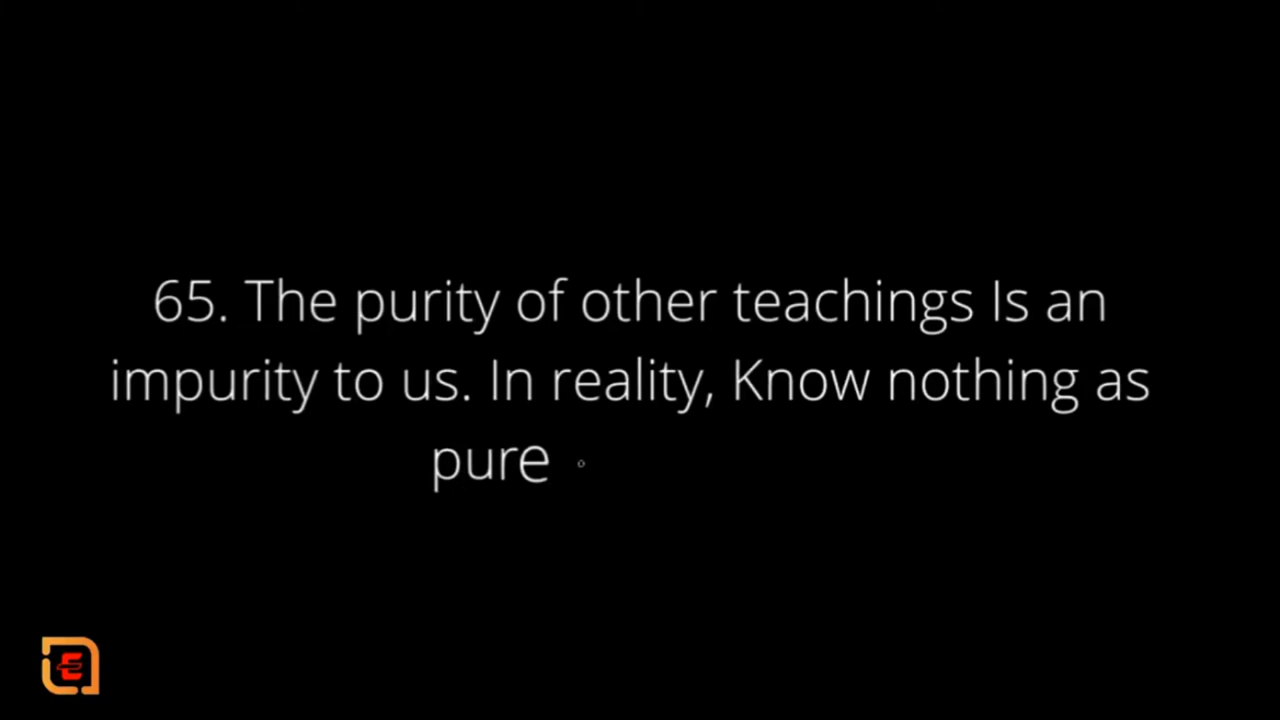 65. The purity of other teachings Is an
impurity to us. In reality, Know nothing as
pure